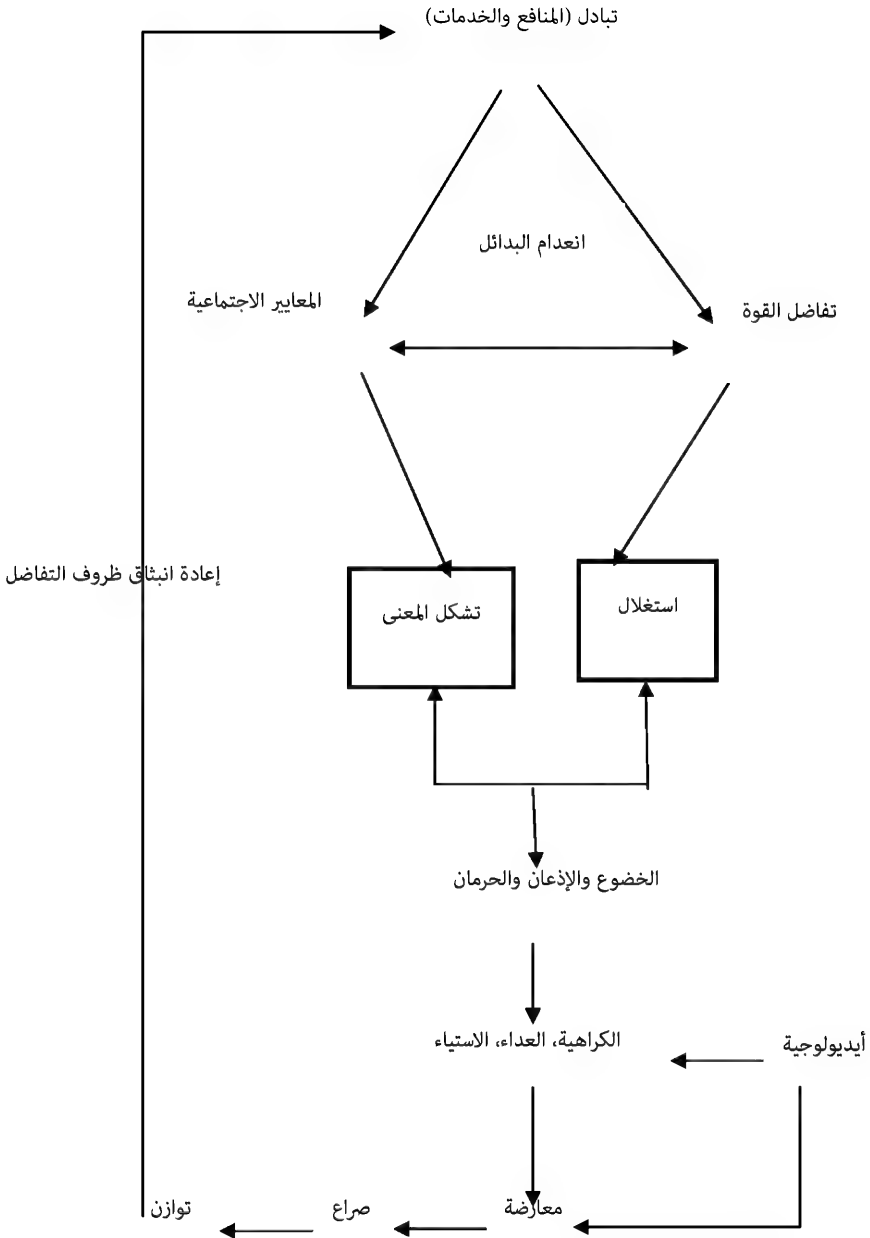 تبادل (المنافع والخدمات)
انعدام البدائل
تفاضل القوة
المعايير الاجتماعية
إعادة انبثاق ظروف التفاضل
استغلال
تشكل المعنى
الخضوع والإذعان والحرمان
الكراهية، العداء، الاستياء
أيديولوجية
معارضة
صراع
توازن